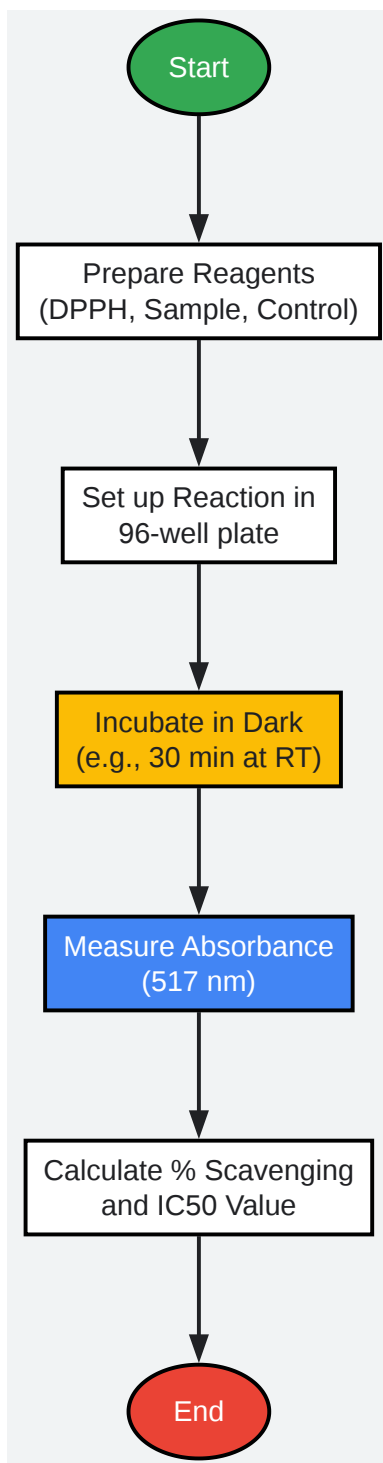 Start
Prepare Reagents
(DPPH, Sample, Control)
Set up Reaction in
96-well plate
Incubate in Dark
(e.g., 30 min at RT)
Measure Absorbance
(517 nm)
Calculate % Scavenging
and IC50 Value
End